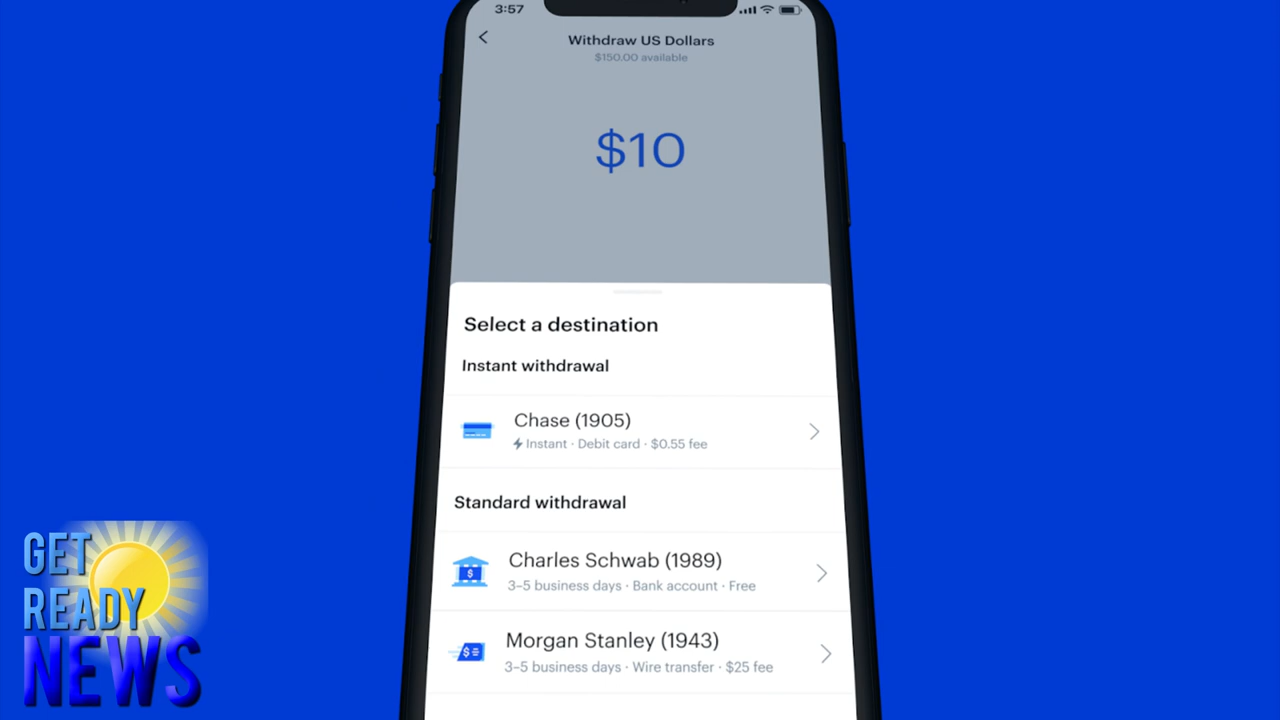 3:57
Withdraw US Dollars
$150.00 available
$10
Select a destination
Instant withdrawal
Chase (1905)
Instant · Debit card · $0.55 fee
Standard withdrawal
Charles Schwab (1989)
$
3–5 business days · Bank account · Free
Morgan Stanley (1943)
$
3–5 business days · Wire transfer · $25 fee
GET
READY
NEWS